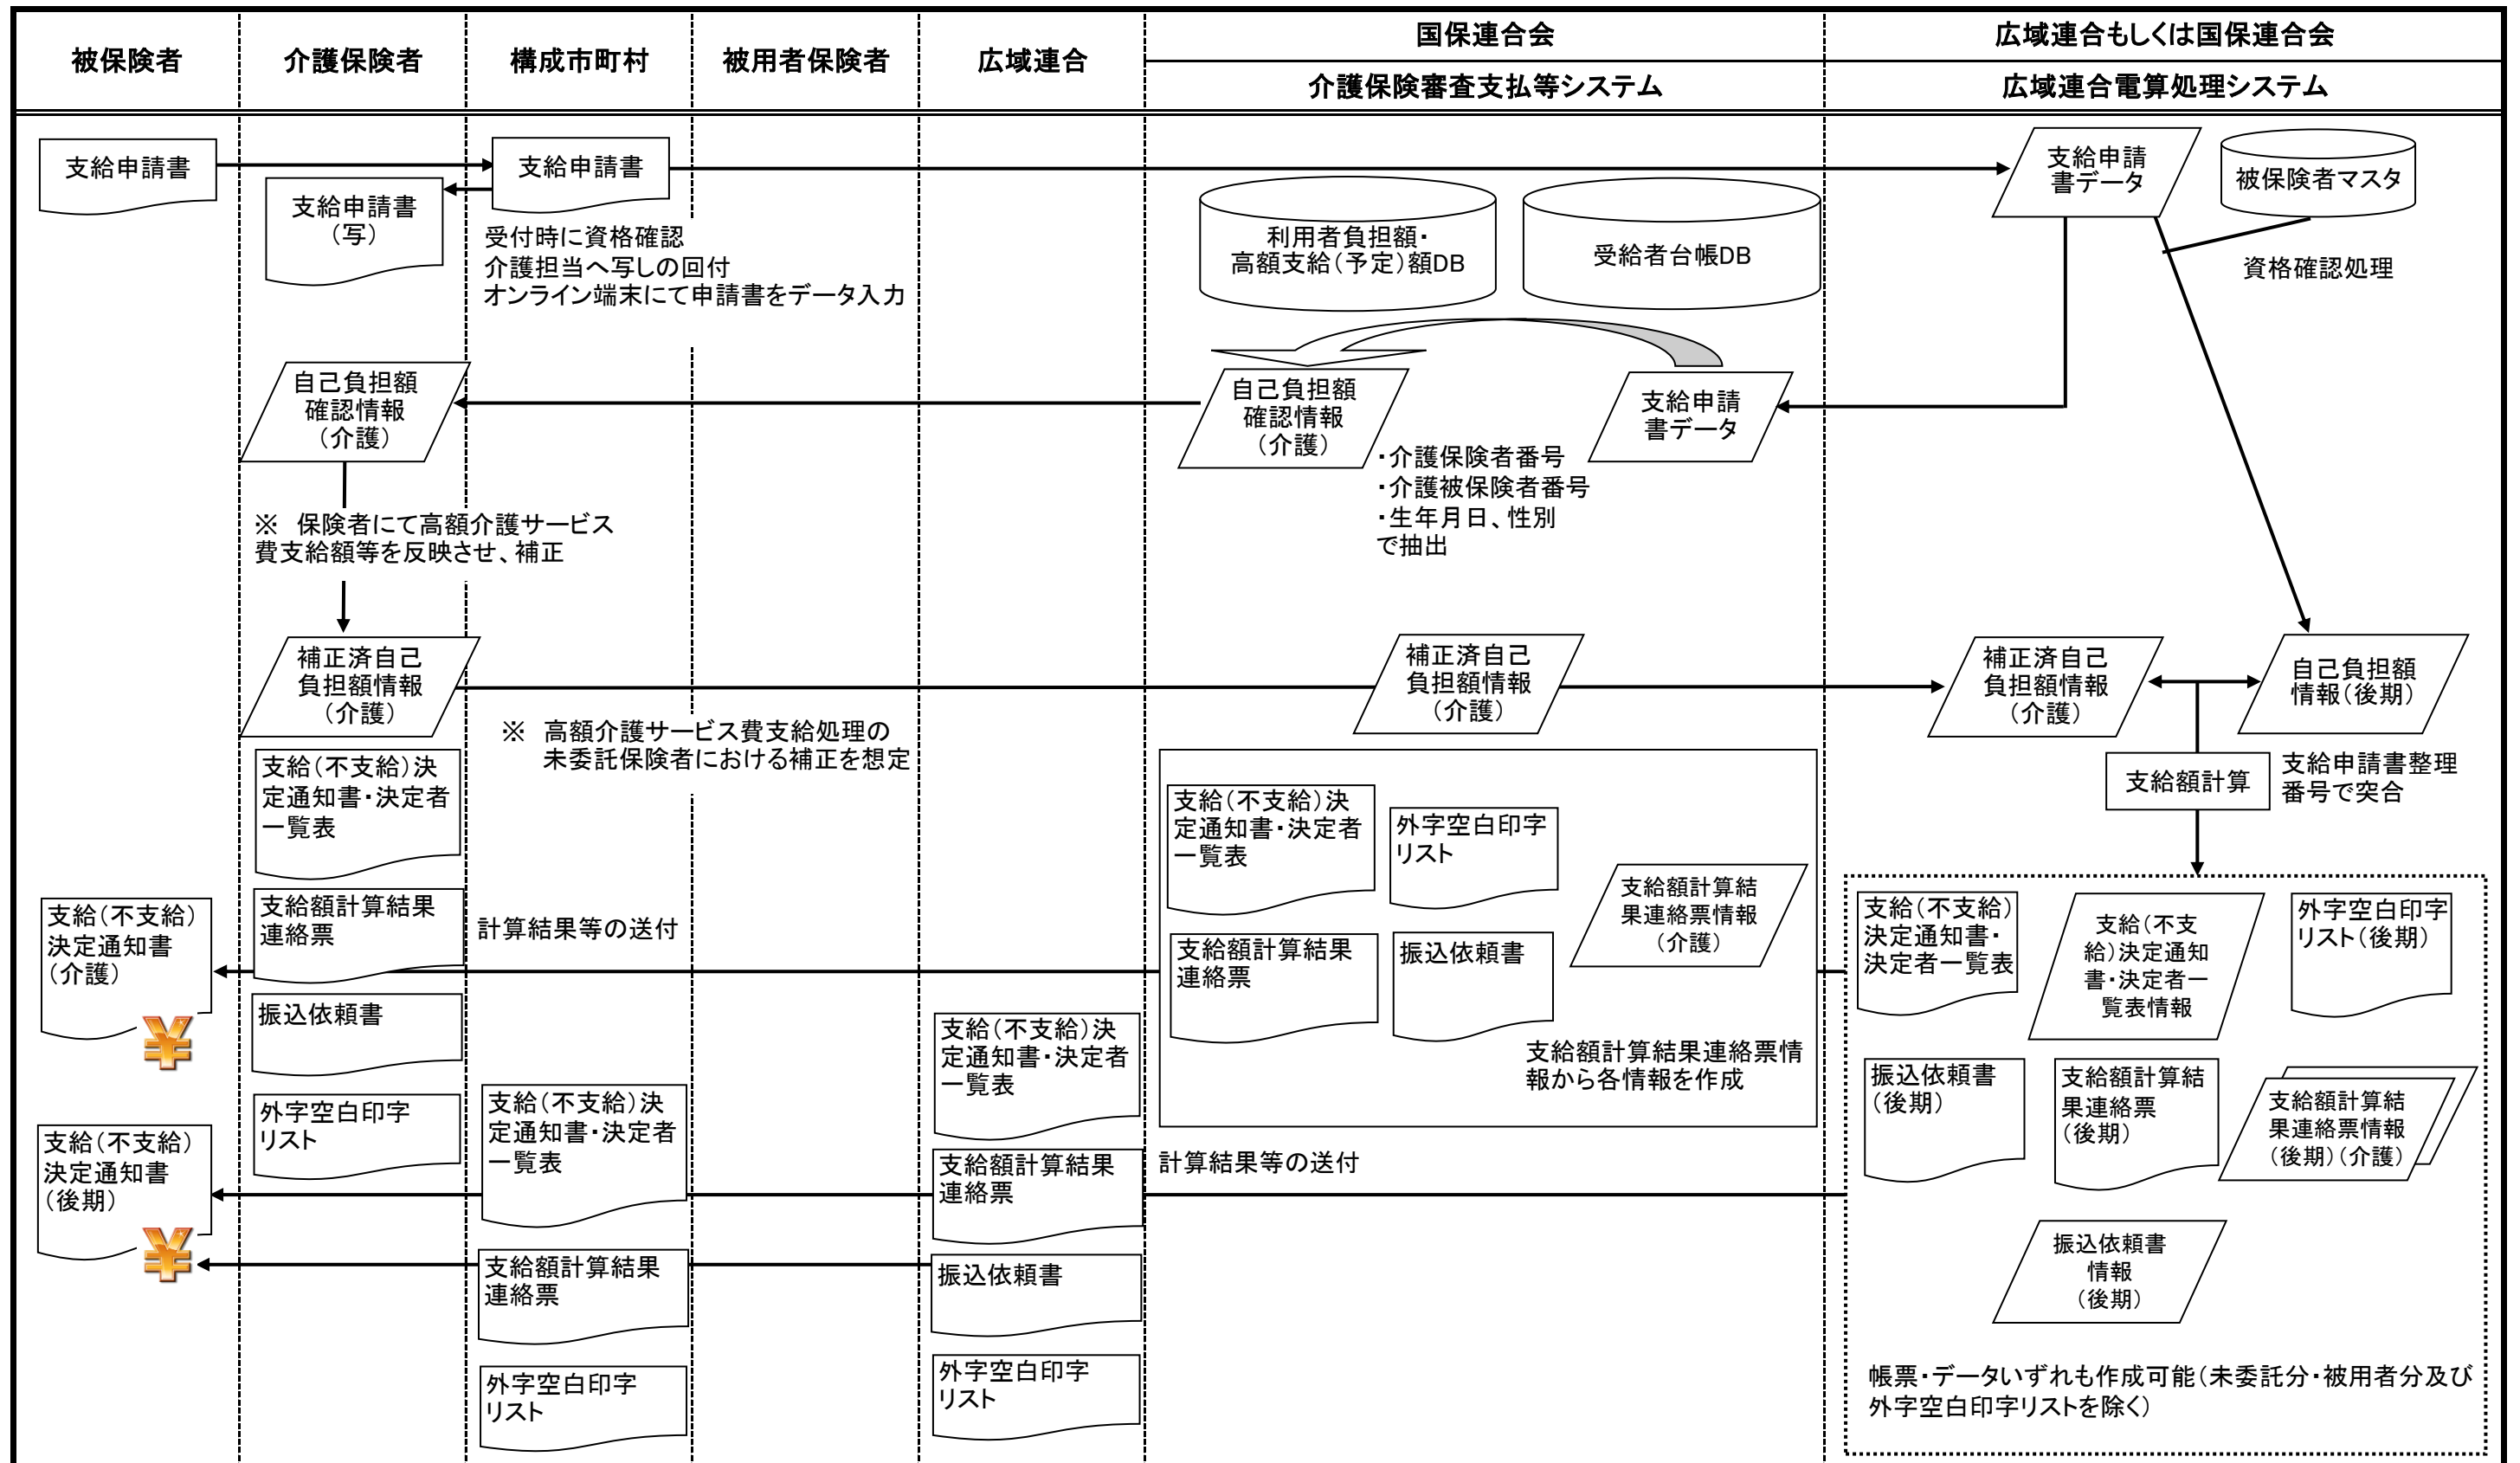 被保険者
介護保険者
構成市町村
被用者保険者
広域連合
国保連合会
介護保険審査支払等システム
広域連合もしくは国保連合会
広域連合電算処理システム
支給申請書
支給申請書
（写）
支給申請書
受付時に資格確認
介護担当へ写しの回付
オンライン端末にて申請書をデータ入力
利用者負担額・
高額支給（予定）額DB
受給者台帳DB
支給申請
書データ
被保険者マスタ
資格確認処理
自己負担額
確認情報
（介護）
自己負担額
確認情報
（介護）
支給申請
書データ
・介護保険者番号
・介護被保険者番号
・生年月日、性別
で抽出
※　保険者にて高額介護サービス
費支給額等を反映させ、補正
補正済自己
負担額情報
（介護）
※　高額介護サービス費支給処理の
未委託保険者における補正を想定
補正済自己
負担額情報
（介護）
補正済自己
負担額情報
（介護）
自己負担額
情報（後期）
支給額計算
支給申請書整理
番号で突合
支給（不支給）決
定通知書・決定者
一覧表
支給額計算結果
連絡票
振込依頼書
外字空白印字
リスト
計算結果等の送付
支給（不支給）
決定通知書
（介護）
¥
支給（不支給）
決定通知書
（後期）
¥
支給（不支給）決
定通知書・決定者
一覧表
支給額計算結果
連絡票
外字空白印字
リスト
支給（不支給）決
定通知書・決定者
一覧表
支給額計算結果
連絡票
振込依頼書
外字空白印字
リスト
支給（不支給）決
定通知書・決定者
一覧表
外字空白印字
リスト
支給額計算結
果連絡票情報
（介護）
支給額計算結果
連絡票
振込依頼書
支給額計算結果連絡票情
報から各情報を作成
計算結果等の送付
支給（不支給）
決定通知書・
決定者一覧表
支給（不支
給）決定通知
書・決定者一
覧表情報
外字空白印字
リスト（後期）
振込依頼書
（後期）
支給額計算結
果連絡票
（後期）
支給額計算結
果連絡票情報
（後期）（介護）
振込依頼書
情報
（後期）
帳票・データいずれも作成可能（未委託分・被用者分及び
外字空白印字リストを除く）